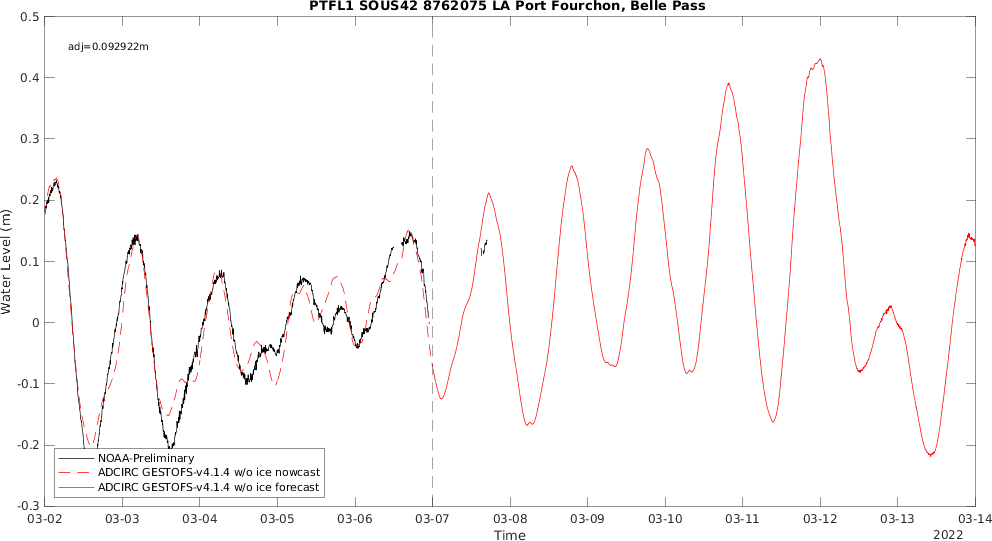 PTFL1 SOUS42 8762075 LA Port Fourchon, Belle Pass
adj=0.092922m
0.5
0.4
0.3
0.2
0.1
0
-0.1
-0.2
-0.3
Water Level (m)
NOAA-Preliminary
ADCIRC GESTOFS-v4.1.4 w/o ice nowcast
ADCIRC GESTOFS-v4.1.4 w/o ice forecast
03-02 03-03 03-04 03-05 03-06 03-07 03-08 03-09 03-10 03-11 03-12 03-13 03-14
Time
2022